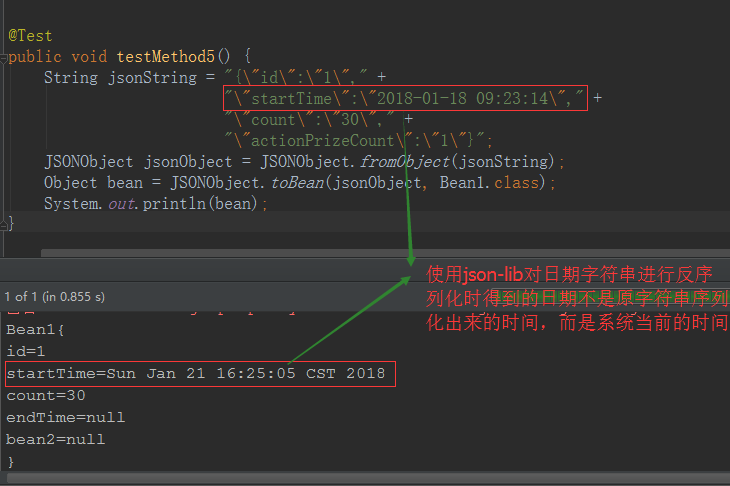 @Test
public void testMethod5() {
String jsonString = "{\"id\":\"1\"," +
"\"startTime\":\"2018-01-18 09:23:14\"," +
"\"count\":\"30\"," +
"\"actionPrizeCount\":\"1\"}";
JSONObject jsonObject = JSONObject.fromObject(jsonString);
Object bean = JSONObject.toBean(jsonObject, Bean1.class);
System.out.println(bean);
}
使用json-lib对日期字符串进行反序
1 of 1 (in 0.855 s)
列化时得到的日期不是原字符串序列
化出来的时间，而是系统当前的时间
Bean1{
id=1
startTime=Sun Jan 21 16:25:05 CST 2018
count=30
endTime=null
bean2=null
}